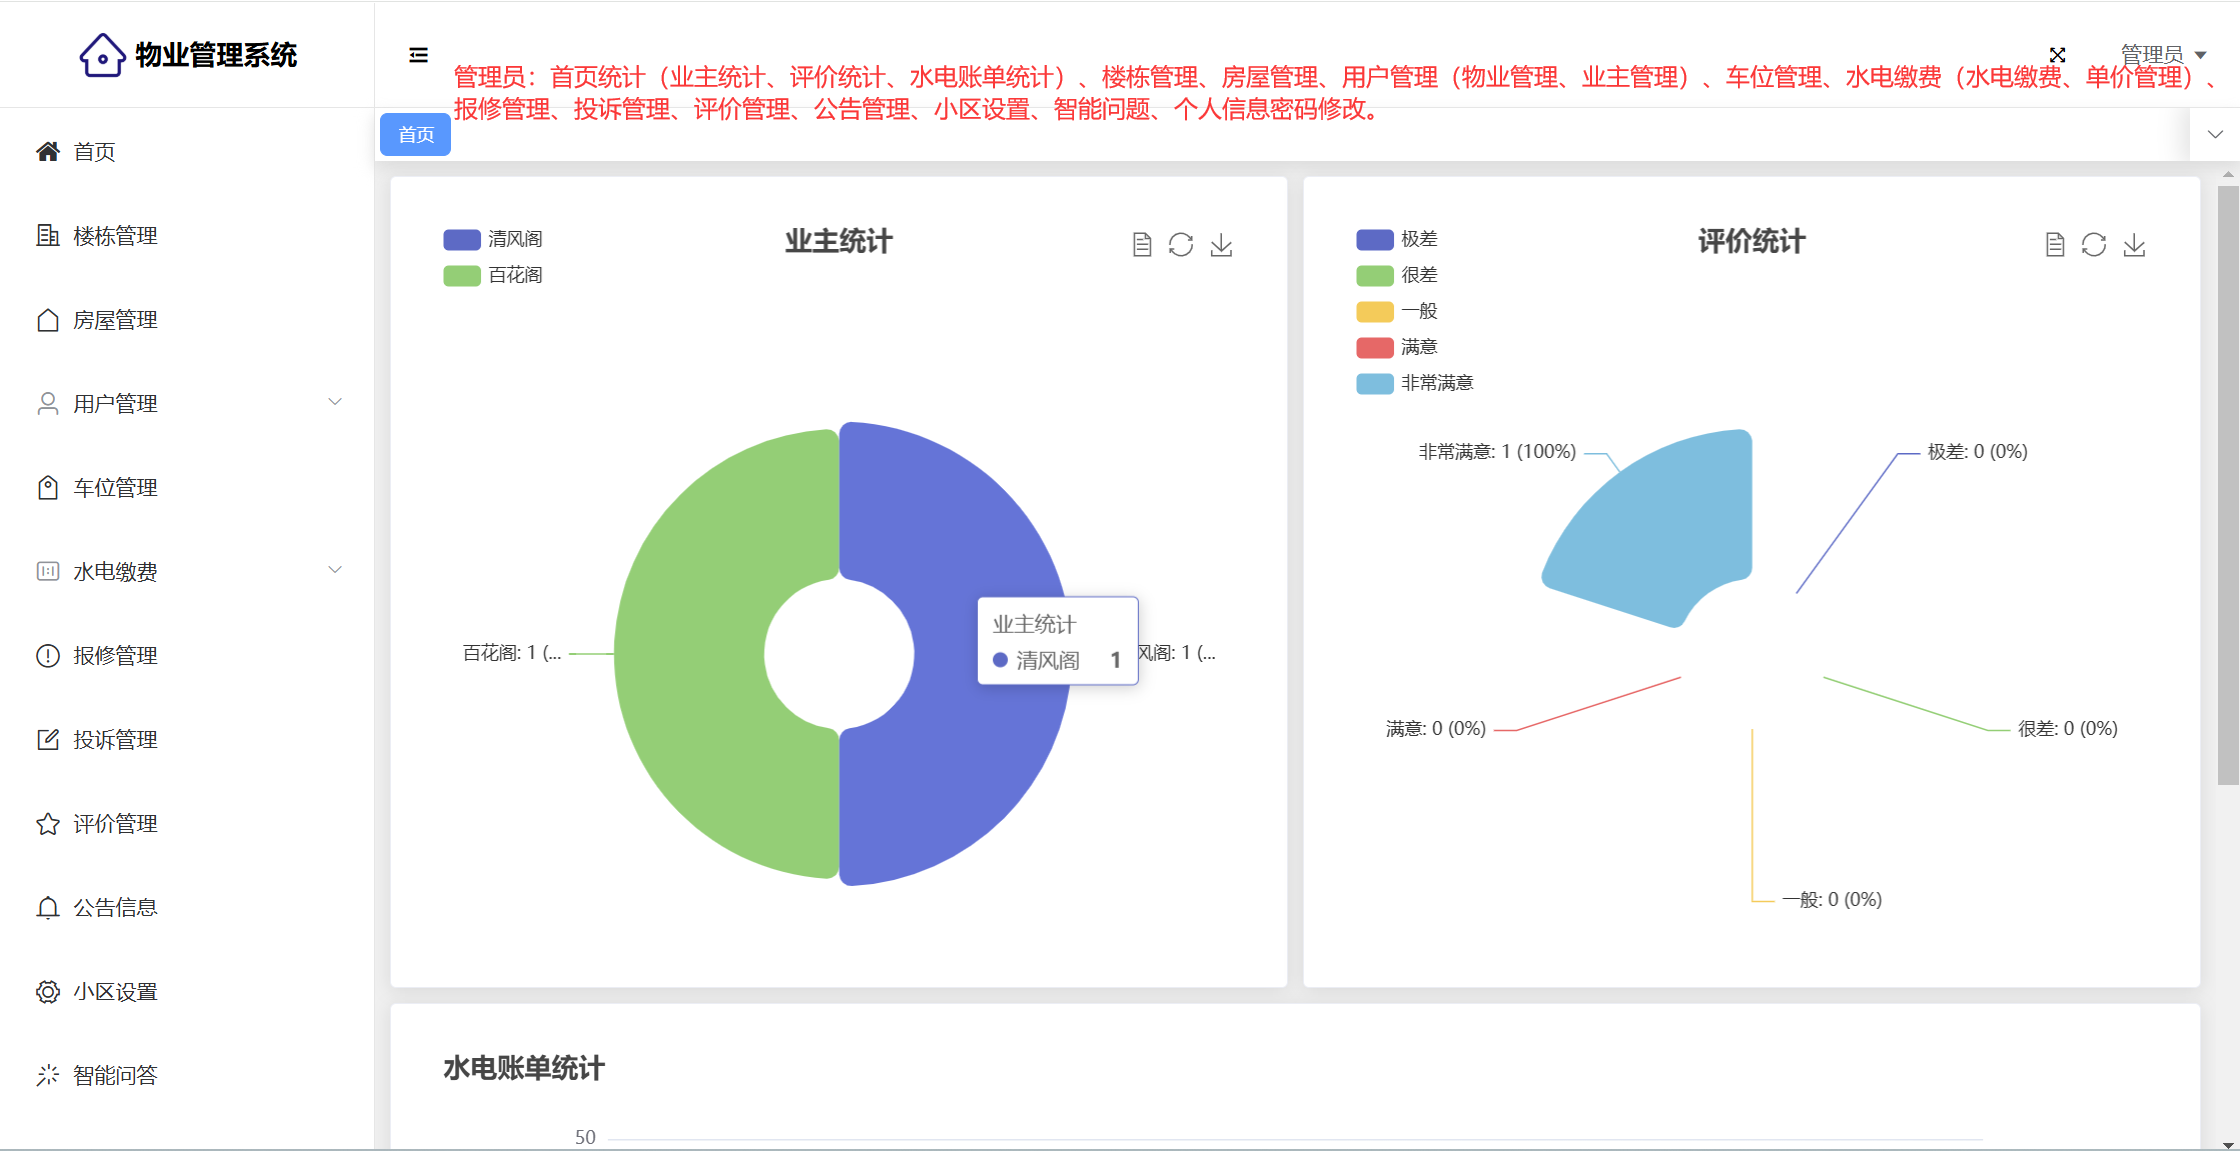 物业管理系统
管理员
管理员：首页统计（业主统计、评价统计、水电账单统计）、楼栋管理、房屋管理、用户管理（物业管理、业主管理）、车位管理、水电缴费（水电缴费、单价管理）、
报修管理、投诉管理、评价管理、公告管理、小区设置、智能问题、个人信息密码修改。
首页
首页
楼栋管理
房屋管理
用户管理
车位管理
水电缴费
报修管理
投诉管理
评价管理
公告信息
小区设置
智能问答
业主统计
清风阁
百花阁
百花阁: 1 (...
业主统计
清风阁 1
风阁: 1 (...
评价统计
极差
很差
一般
满意
非常满意
非常满意: 1 (100%)
极差: 0 (0%)
满意: 0 (0%)
很差: 0 (0%)
一般: 0 (0%)
水电账单统计
50